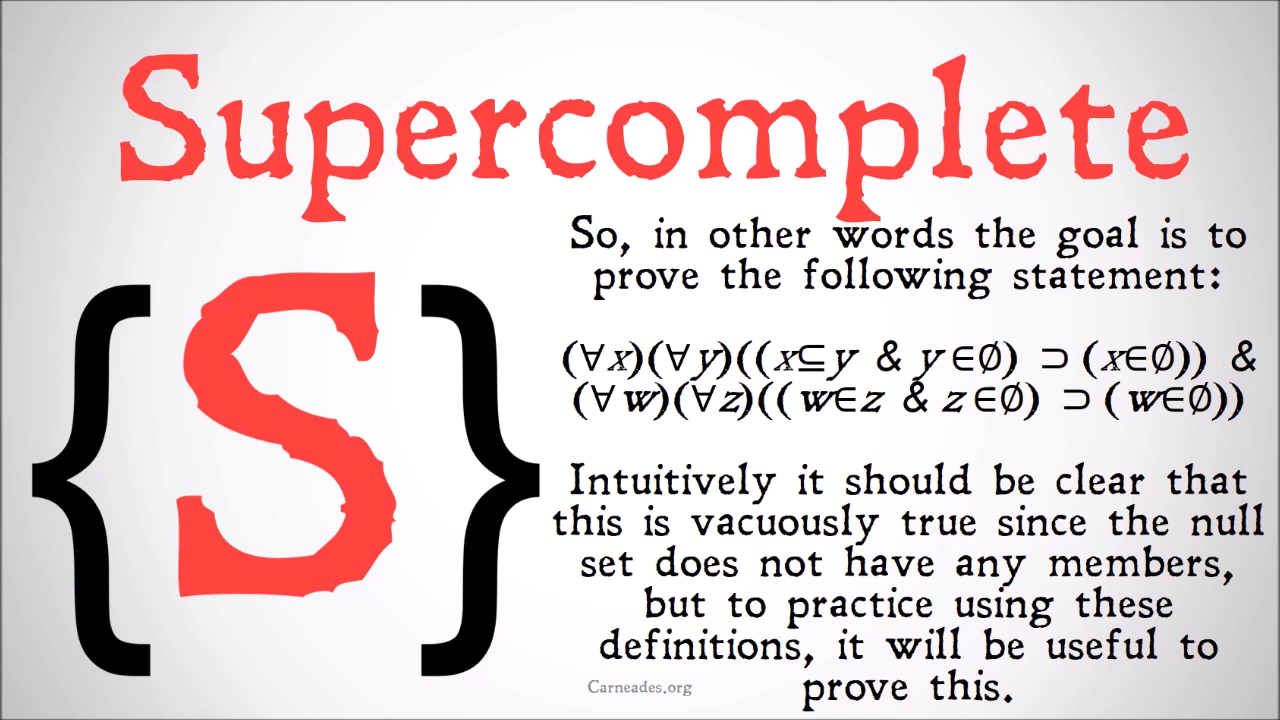 Supercomplete
{S}
So, in other words the goal is to
prove the following statement:
(∀x)(∀y)((x⊆y & y∈∅) ⊃ (x∈∅)) &
(∀w)(∀z)((w∈z & z∈∅) ⊃ (w∈∅))
Intuitively it should be clear that
this is vacuously true since the null
set does not have any members,
but to practice using these
definitions, it will be useful to
prove this.
Carneades.org